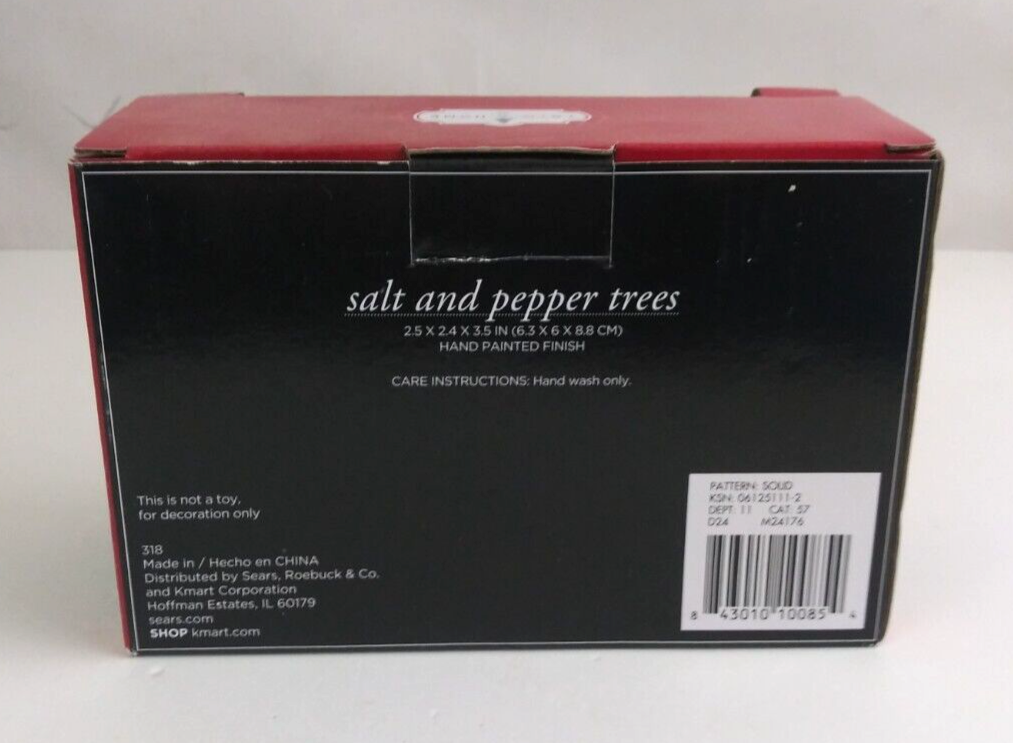 salt and pepper trees
2.5 X 2.4 X 3.5 IN (6.3 X 6 X 8.8 CM)
HAND PAINTED FINISH
CARE INSTRUCTIONS: Hand wash only.
This is not a toy,
for decoration only
318
Made in / Hecho en CHINA
Distributed by Sears, Roebuck & Co.
and Kmart Corporation
Hoffman Estates, IL 60179
sears.com
SHOP kmart.com
PATTERN: SOLID
KSN: 06125111-2
DEPT: 11 CAT: 57
D24 M24176
8 43010 10085 4